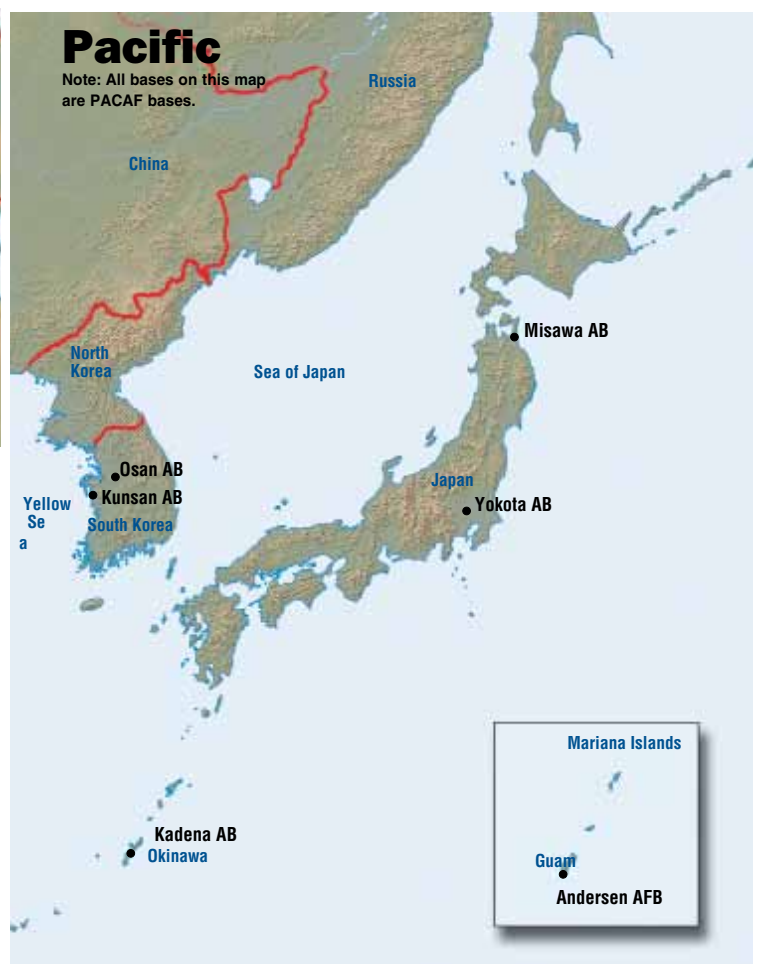 Pacific
Note: All bases on this map
are PACAF bases.
Russia
China
Misawa AB
North
Korea
Sea of Japan
Osan AB
Kunsan AB
Japan
Yokota AB
Yellow
Se
a
South Korea
Mariana Islands
Kadena AB
Okinawa
Guam
Andersen AFB